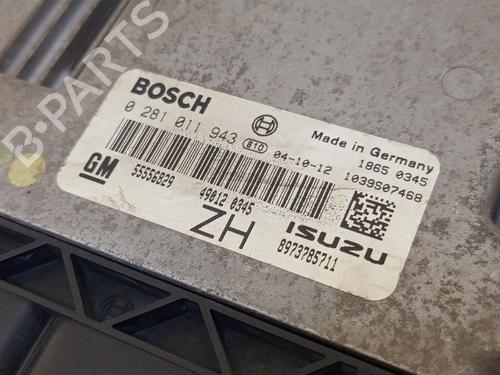 B-PARTS
BOSCH
0 281 011 943 810 04-10-12
Made in Germany
1865 0345
1039S07468
GM
55556829
49012 0345
ZH
ISUZU
8973785711